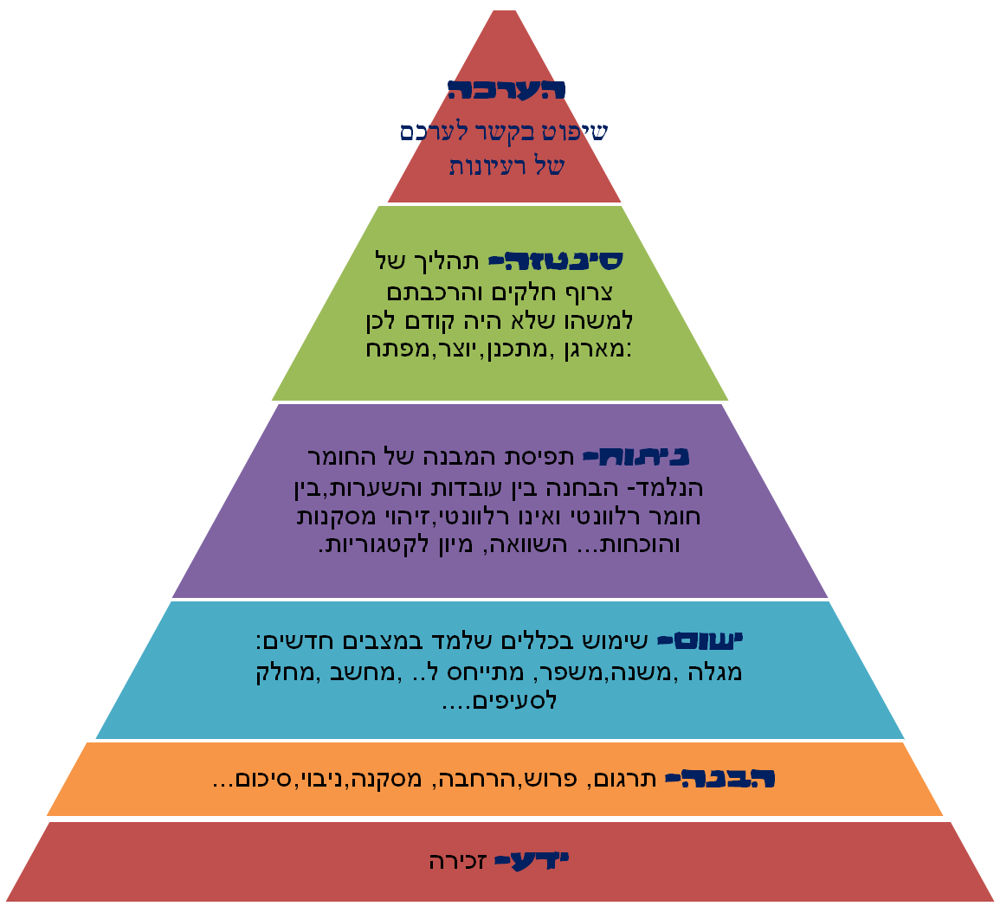 הערכה
שיפוט בקשר לערכם
של רעיונות
סינטזה- תהליך של
צרוף חלקים והרכבתם
למשהו שלא היה קודם לכן
:מארגן ,מתכנן,יוצר,מפתח
ניתוח- תפיסת המבנה של החומר
הנלמד- הבחנה בין עובדות והשערות,בין
חומר רלוונטי ואינו רלוונטי,זיהוי מסקנות
והוכחות... השוואה, מיון לקטגוריות.
ישום- שימוש בכללים שלמד במצבים חדשים:
מגלה ,משנה,משפר, מתייחס ל.. ,מחשב ,מחלק
לסעיפים....
הבנה- תרגום, פרוש,הרחבה, מסקנה,ניבוי,סיכום...
ידע- זכירה